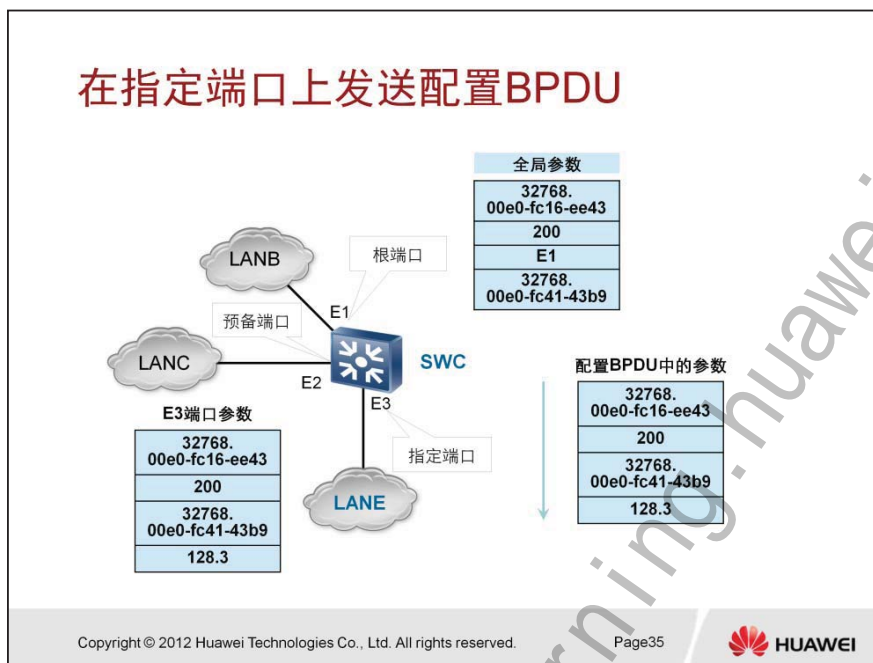 在指定端口上发送配置BPDU
全局参数
32768.
00e0-fc16-ee43
200
E1
32768.
00e0-fc41-43b9
LANB
根端口
E1
预备端口
LANC
E2
SWC
E3
指定端口
LANE
E3端口参数
32768.
00e0-fc16-ee43
200
32768.
00e0-fc41-43b9
128.3
配置BPDU中的参数
32768.
00e0-fc16-ee43
200
32768.
00e0-fc41-43b9
128.3
Copyright © 2012 Huawei Technologies Co., Ltd. All rights reserved.
Page35
HUAWEI
rning.huawei.